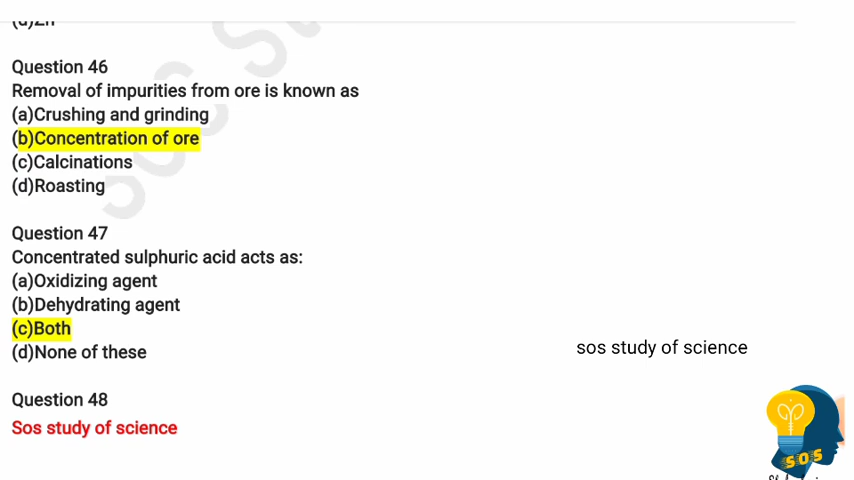 Question 46
Removal of impurities from ore is known as
(a)Crushing and grinding
(b)Concentration of ore
(c)Calcinations
(d)Roasting
Question 47
Concentrated sulphuric acid acts as:
(a)Oxidizing agent
(b)Dehydrating agent
(c)Both
(d)None of these
sos study of science
Question 48
Sos study of science
SOS